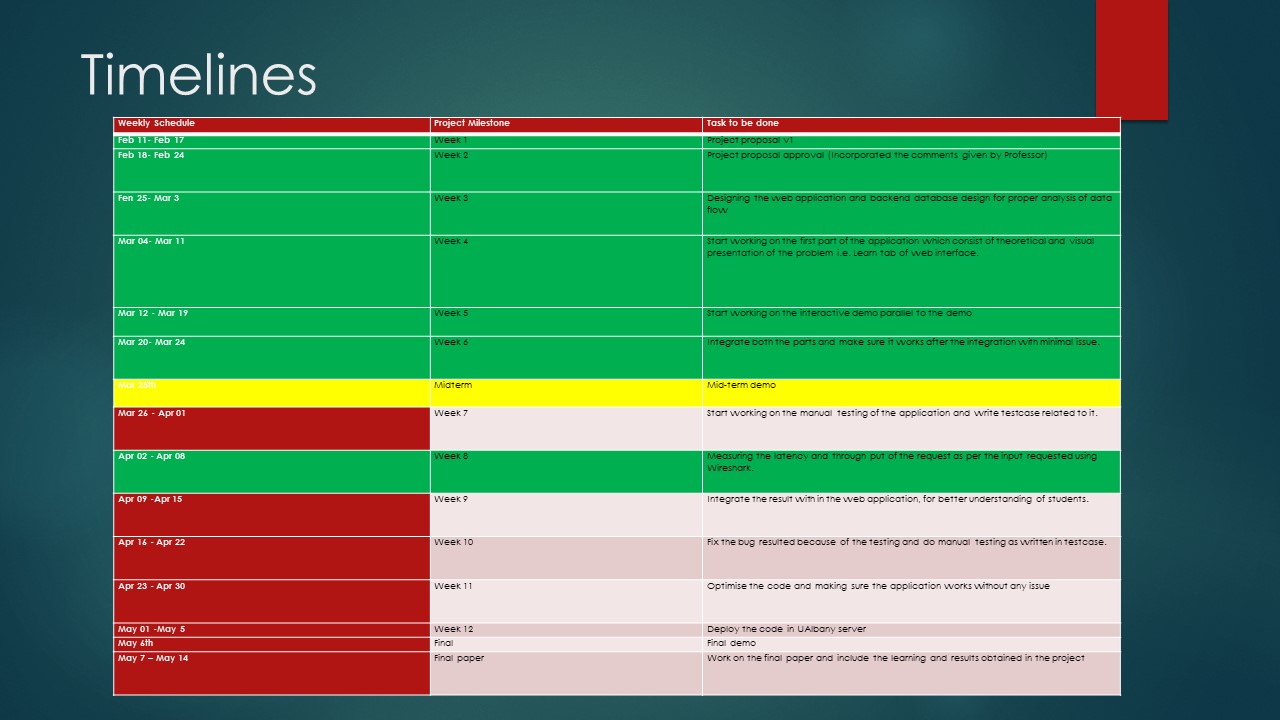 Timelines
Weekly Schedule Project Milestone Task to be done
Feb 11- Feb 17 Week 1 Project proposal v1
Feb 18- Feb 24 Week 2 Project proposal approval (Incorporated the comments given by Professor)
Fen 25- Mar 3 Week 3 Designing the web application and backend database design for proper analysis of data
flow
Mar 04- Mar 11 Week 4 Start working on the first part of the application which consist of theoretical and visual
presentation of the problem i.e. Learn tab of web interface.
Mar 12 - Mar 19 Week 5 Start working on the interactive demo parallel to the demo
Mar 20- Mar 24 Week 6 Integrate both the parts and make sure it works after the integration with minimal issue.
Mar 25th Midterm Mid-term demo
Mar 26 - Apr 01 Week 7 Start working on the manual testing of the application and write testcase related to it.
Apr 02 - Apr 08 Week 8 Measuring the latency and through put of the request as per the input requested using
Wireshark.
Apr 09 -Apr 15 Week 9 Integrate the result with in the web application, for better understanding of students.
Apr 16 - Apr 22 Week 10 Fix the bug resulted because of the testing and do manual testing as written in testcase.
Apr 23 - Apr 30 Week 11 Optimise the code and making sure the application works without any issue
May 01 -May 5 Week 12 Deploy the code in UAlbany server
May 6th Final Final demo
May 7 – May 14 Final paper Work on the final paper and include the learning and results obtained in the project